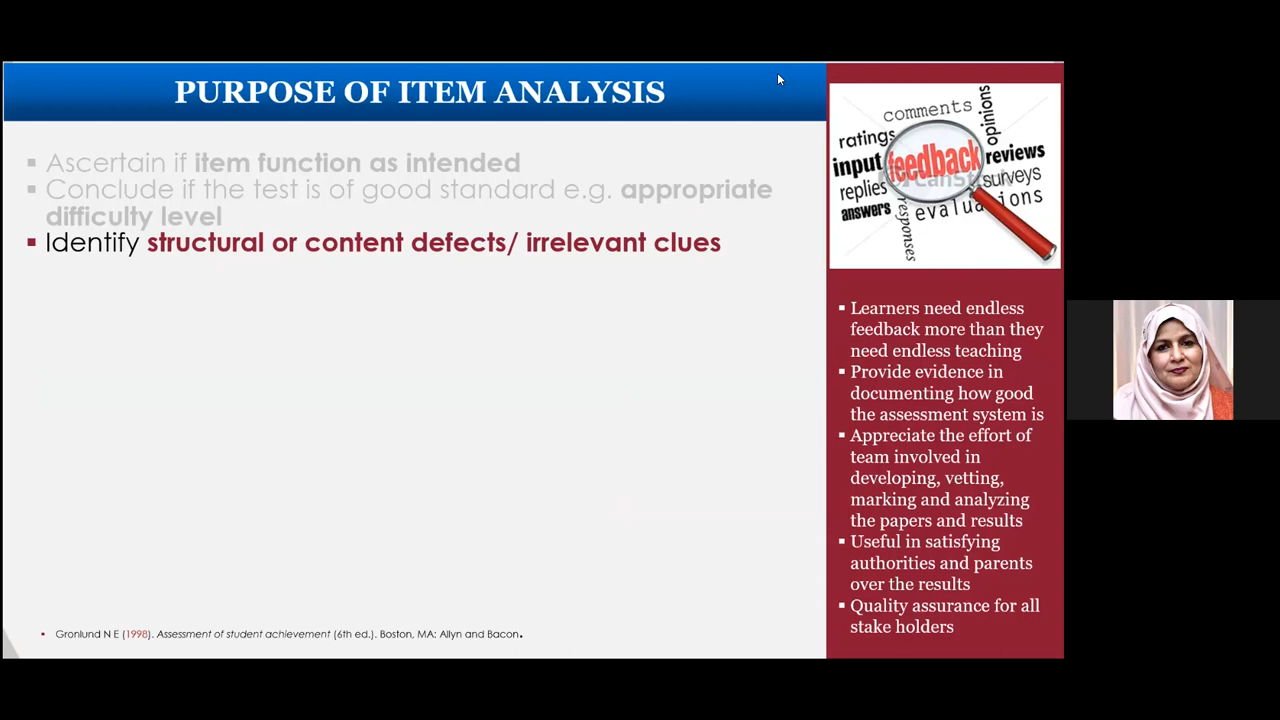 PURPOSE OF ITEM ANALYSIS
▪ Ascertain if item function as intended
▪ Conclude if the test is of good standard e.g. appropriate
difficulty level
▪ Identify structural or content defects/ irrelevant clues
• Gronlund N E (1998). Assessment of student achievement (6th ed.). Boston, MA: Allyn and Bacon.
comments
opinions
ratings
input
feedback
reviews
replies
surveys
answers
responses
evaluations
▪ Learners need endless
feedback more than they
need endless teaching
▪ Provide evidence in
documenting how good
the assessment system is
▪ Appreciate the effort of
team involved in
developing, vetting,
marking and analyzing
the papers and results
▪ Useful in satisfying
authorities and parents
over the results
▪ Quality assurance for all
stake holders